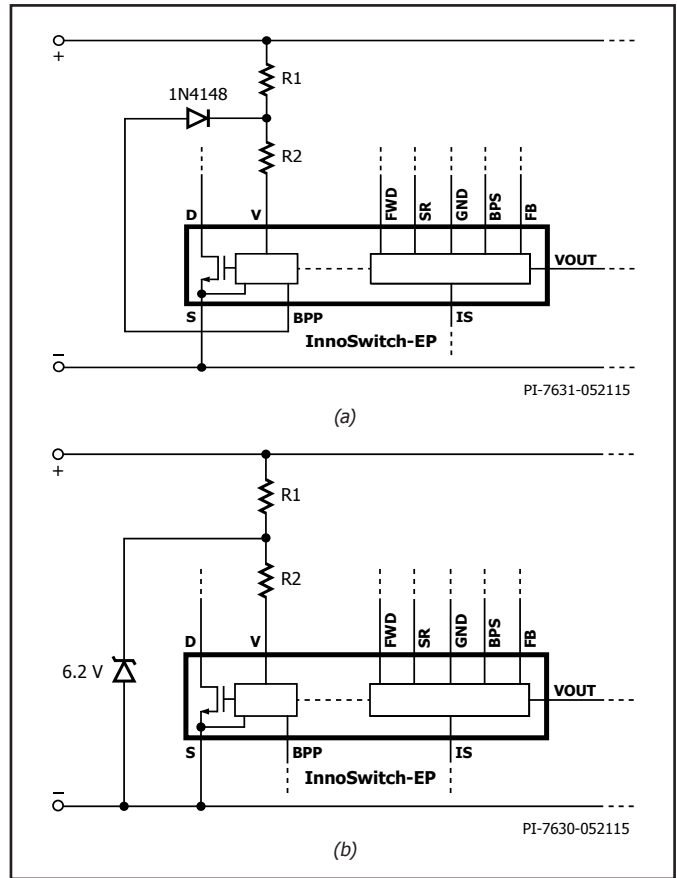 +
R1
1N4148
R2
D V FWD SR GND BPS FB
VOUT
S BPP IS
InnoSwitch-EP
–
PI-7631-052115
(a)
+
R1
R2
D V FWD SR GND BPS FB
6.2 V
VOUT
S BPP IS
InnoSwitch-EP
–
PI-7630-052115
(b)